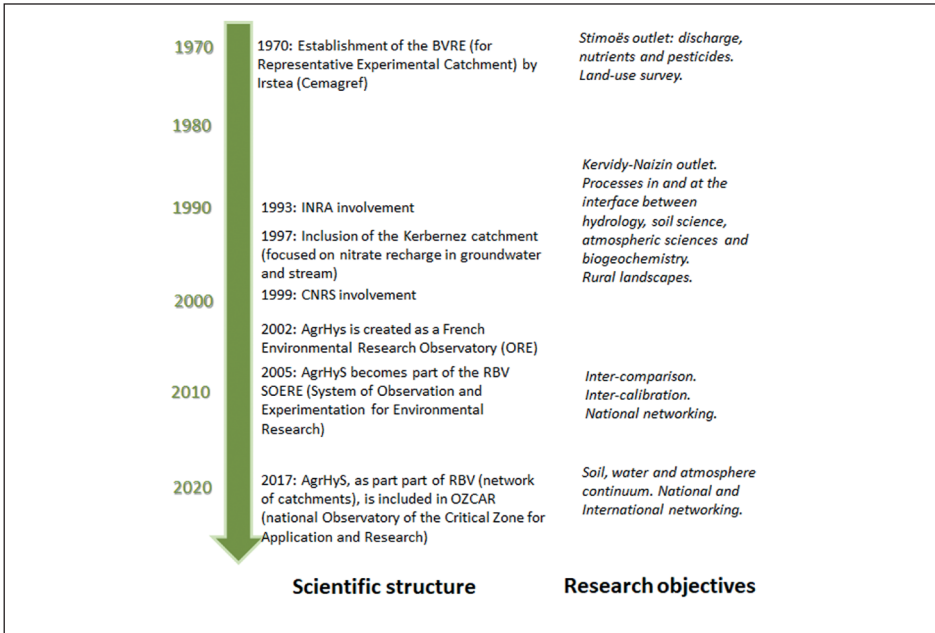 1970
1980
1990
2000
2010
2020
1970: Establishment of the BVRE (for
Representative Experimental Catchment) by
Irstea (Cemagref)
1993: INRA involvement
1997: Inclusion of the Kerbernez catchment
(focused on nitrate recharge in groundwater
and stream)
1999: CNRS involvement
2002: AgrHys is created as a French
Environmental Research Observatory (ORE)
2005: AgrHyS becomes part of the RBV
SOERE (System of Observation and
Experimentation for Environmental
Research)
2017: AgrHyS, as part part of RBV (network
of catchments), is included in OZCAR
(national Observatory of the Critical Zone for
Application and Research)
Scientific structure
Stimoës outlet: discharge,
nutrients and pesticides.
Land-use survey.
Kervidy-Naizin outlet.
Processes in and at the
interface between
hydrology, soil science,
atmospheric sciences and
biogeochemistry.
Rural landscapes.
Inter-comparison.
Inter-calibration.
National networking.
Soil, water and atmosphere
continuum. National and
International networking.
Research objectives